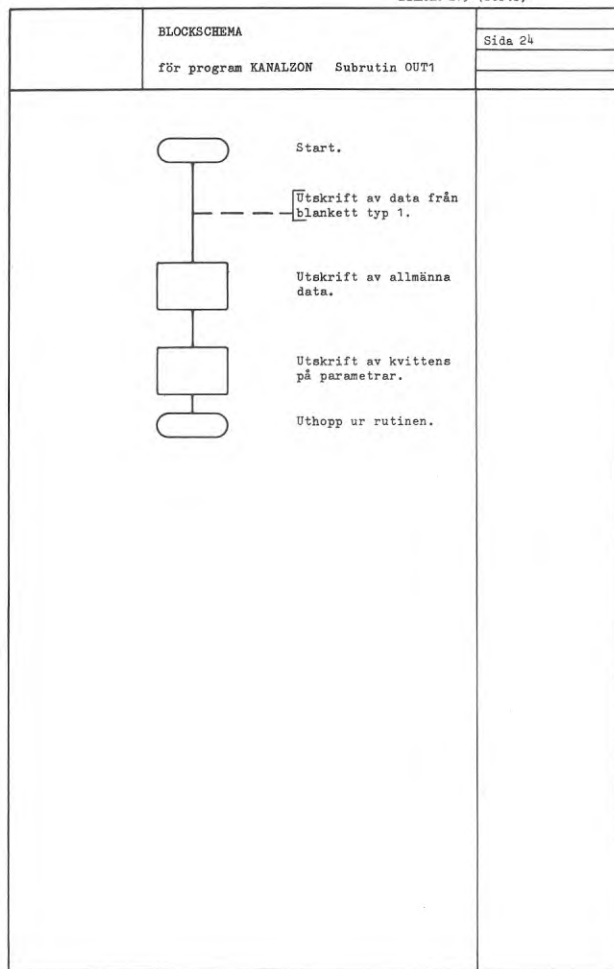 BLOCKSCHEMA
Sida 24
för program KANALZON Subrutin OUT1
Start.
Utskrift av data från
blankett typ 1.
Utskrift av allmänna
data.
Utskrift av kvittens
på parametrar.
Uthopp ur rutinen.